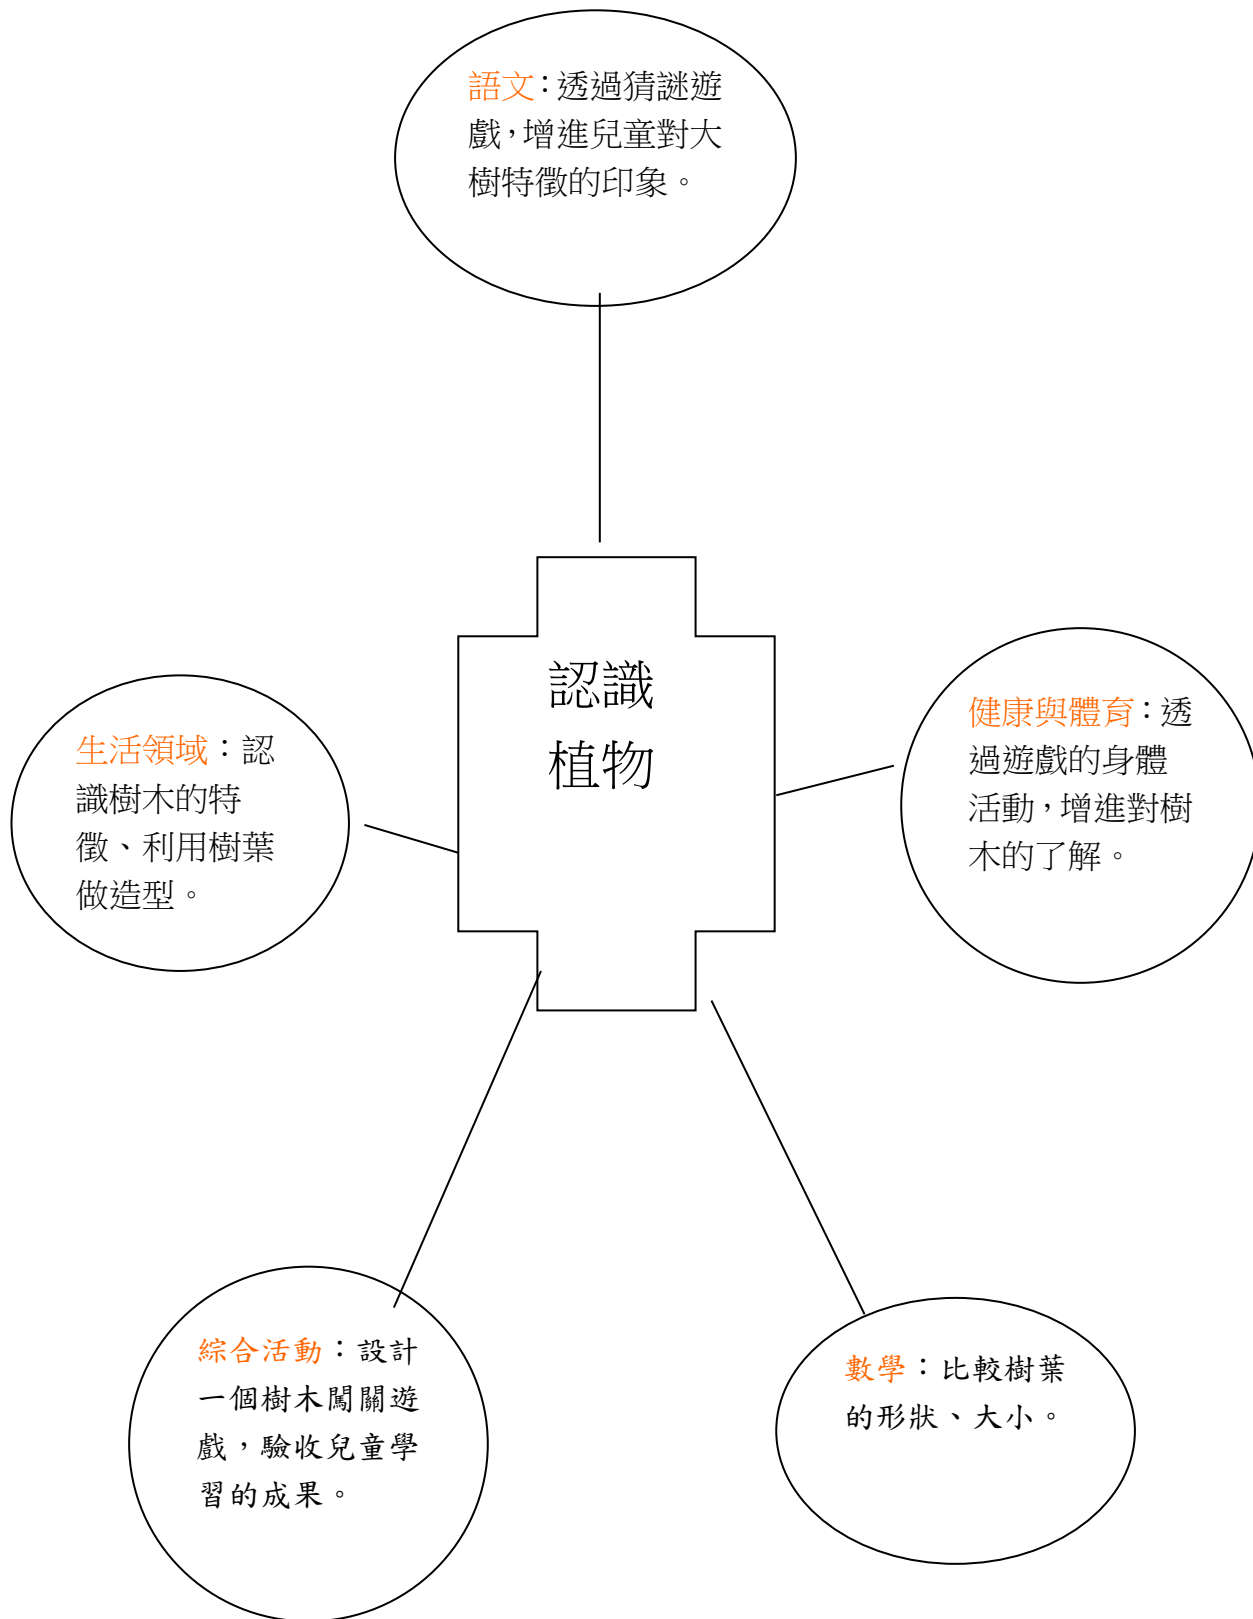 語文：透過猜謎遊
戲，增進兒童對大
樹特徵的印象。
認識
植物
生活領域：認
識樹木的特
徵、利用樹葉
做造型。
健康與體育：透
過遊戲的身體
活動，增進對樹
木的了解。
綜合活動：設計
一個樹木闖關遊
戲，驗收兒童學
習的成果。
數學：比較樹葉
的形狀、大小。